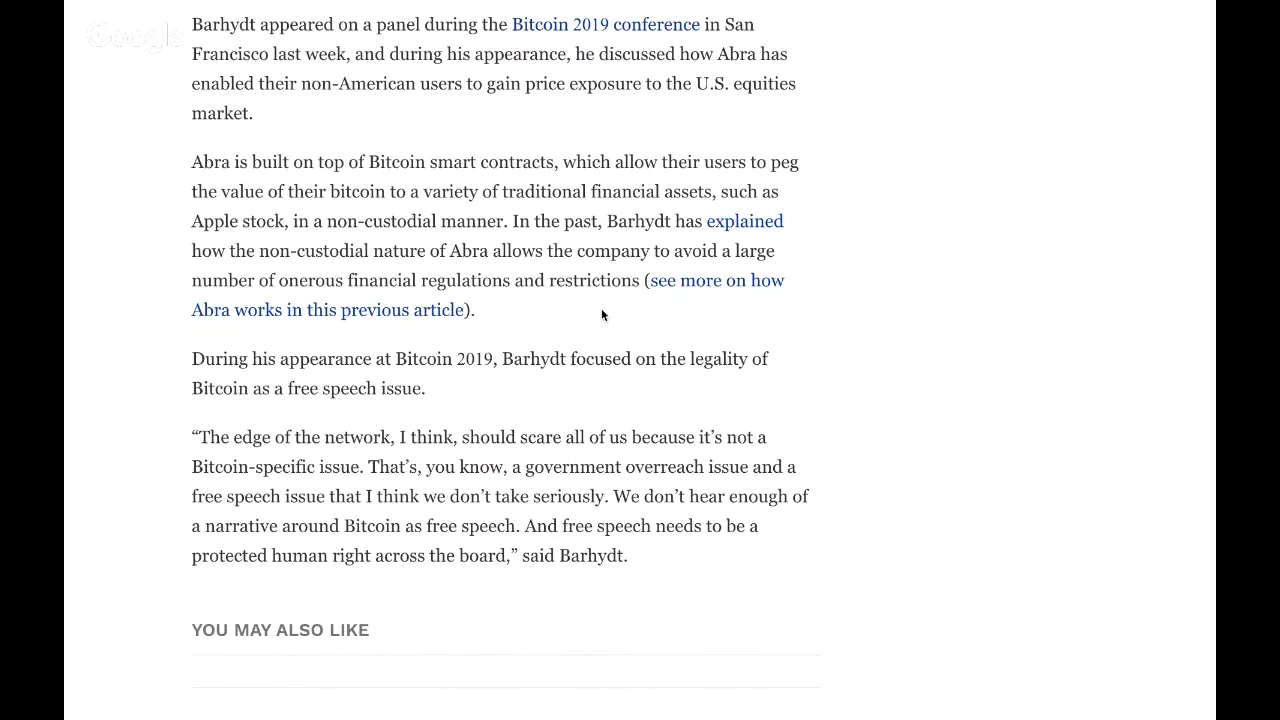 Google
Barhydt appeared on a panel during the Bitcoin 2019 conference in San
Francisco last week, and during his appearance, he discussed how Abra has
enabled their non-American users to gain price exposure to the U.S. equities
market.
Abra is built on top of Bitcoin smart contracts, which allow their users to peg
the value of their bitcoin to a variety of traditional financial assets, such as
Apple stock, in a non-custodial manner. In the past, Barhydt has explained
how the non-custodial nature of Abra allows the company to avoid a large
number of onerous financial regulations and restrictions (see more on how
Abra works in this previous article).
During his appearance at Bitcoin 2019, Barhydt focused on the legality of
Bitcoin as a free speech issue.
“The edge of the network, I think, should scare all of us because it’s not a
Bitcoin-specific issue. That’s, you know, a government overreach issue and a
free speech issue that I think we don’t take seriously. We don’t hear enough of
a narrative around Bitcoin as free speech. And free speech needs to be a
protected human right across the board,” said Barhydt.
YOU MAY ALSO LIKE